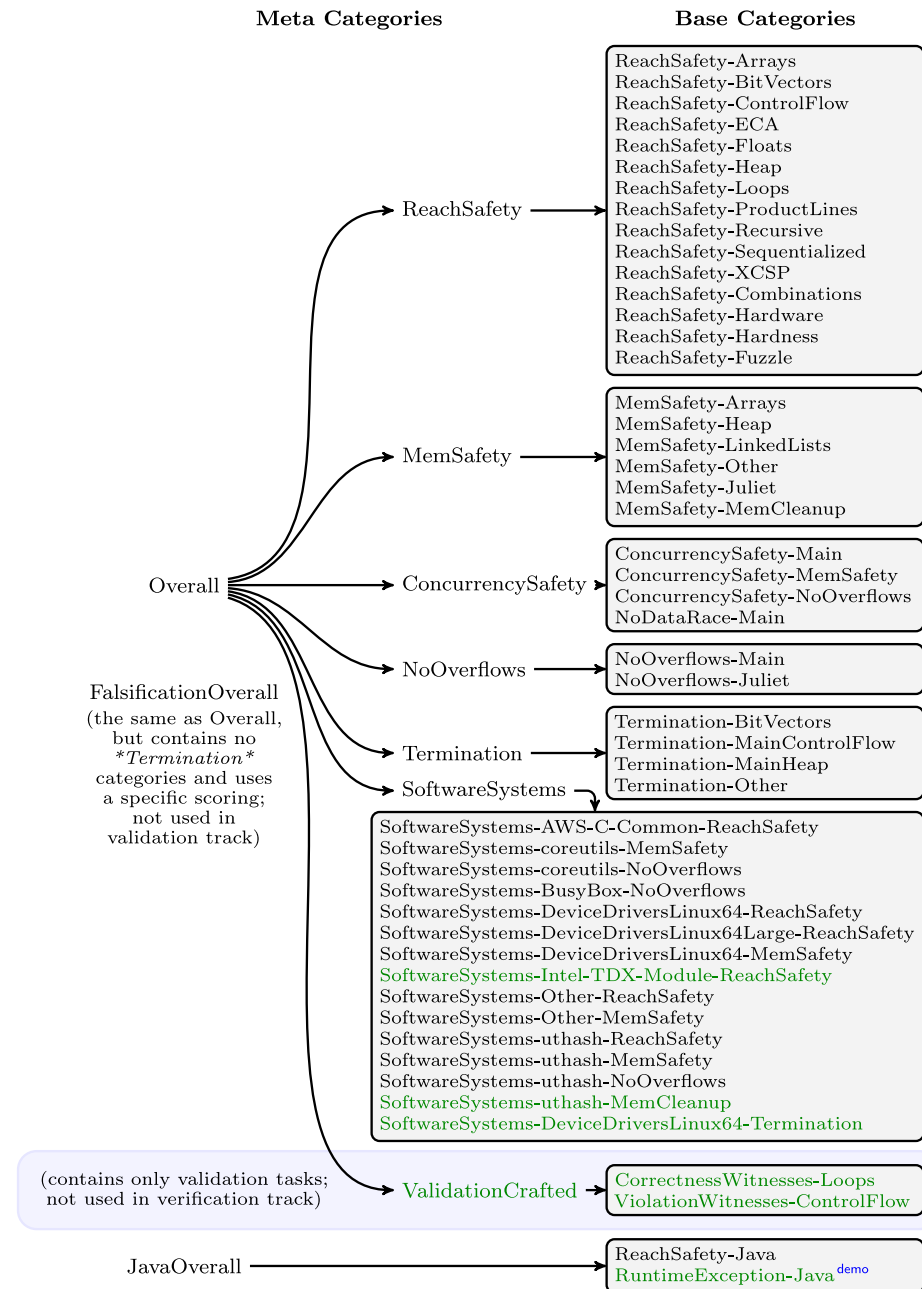 Meta Categories
Base Categories
ReachSafety-Arrays
ReachSafety-BitVectors
ReachSafety-ControlFlow
ReachSafety-ECA
ReachSafety-Floats
ReachSafety-Heap
ReachSafety-Loops
ReachSafety-ProductLines
ReachSafety-Recursive
ReachSafety-Sequentialized
ReachSafety-XCSP
ReachSafety-Combinations
ReachSafety-Hardware
ReachSafety-Hardness
ReachSafety-Fuzzle
ReachSafety
MemSafety-Arrays
MemSafety-Heap
MemSafety-LinkedLists
MemSafety-Other
MemSafety-Juliet
MemSafety-MemCleanup
MemSafety
ConcurrencySafety-Main
ConcurrencySafety-MemSafety
ConcurrencySafety-NoOverflows
NoDataRace-Main
ConcurrencySafety
Overall
NoOverflows
NoOverflows-Main
NoOverflows-Juliet
FalsificationOverall
(the same as Overall,
but contains no
*Termination*
categories and uses
a specific scoring;
not used in
validation track)
Termination
Termination-BitVectors
Termination-MainControlFlow
Termination-MainHeap
Termination-Other
SoftwareSystems
SoftwareSystems-AWS-C-Common-ReachSafety
SoftwareSystems-coreutils-MemSafety
SoftwareSystems-coreutils-NoOverflows
SoftwareSystems-BusyBox-NoOverflows
SoftwareSystems-DeviceDriversLinux64-ReachSafety
SoftwareSystems-DeviceDriversLinux64Large-ReachSafety
SoftwareSystems-DeviceDriversLinux64-MemSafety
SoftwareSystems-Intel-TDX-Module-ReachSafety
SoftwareSystems-Other-ReachSafety
SoftwareSystems-Other-MemSafety
SoftwareSystems-uthash-ReachSafety
SoftwareSystems-uthash-MemSafety
SoftwareSystems-uthash-NoOverflows
SoftwareSystems-uthash-MemCleanup
SoftwareSystems-DeviceDriversLinux64-Termination
(contains only validation tasks;
not used in verification track)
ValidationCrafted
CorrectnessWitnesses-Loops
ViolationWitnesses-ControlFlow
JavaOverall
ReachSafety-Java
RuntimeException-Java demo